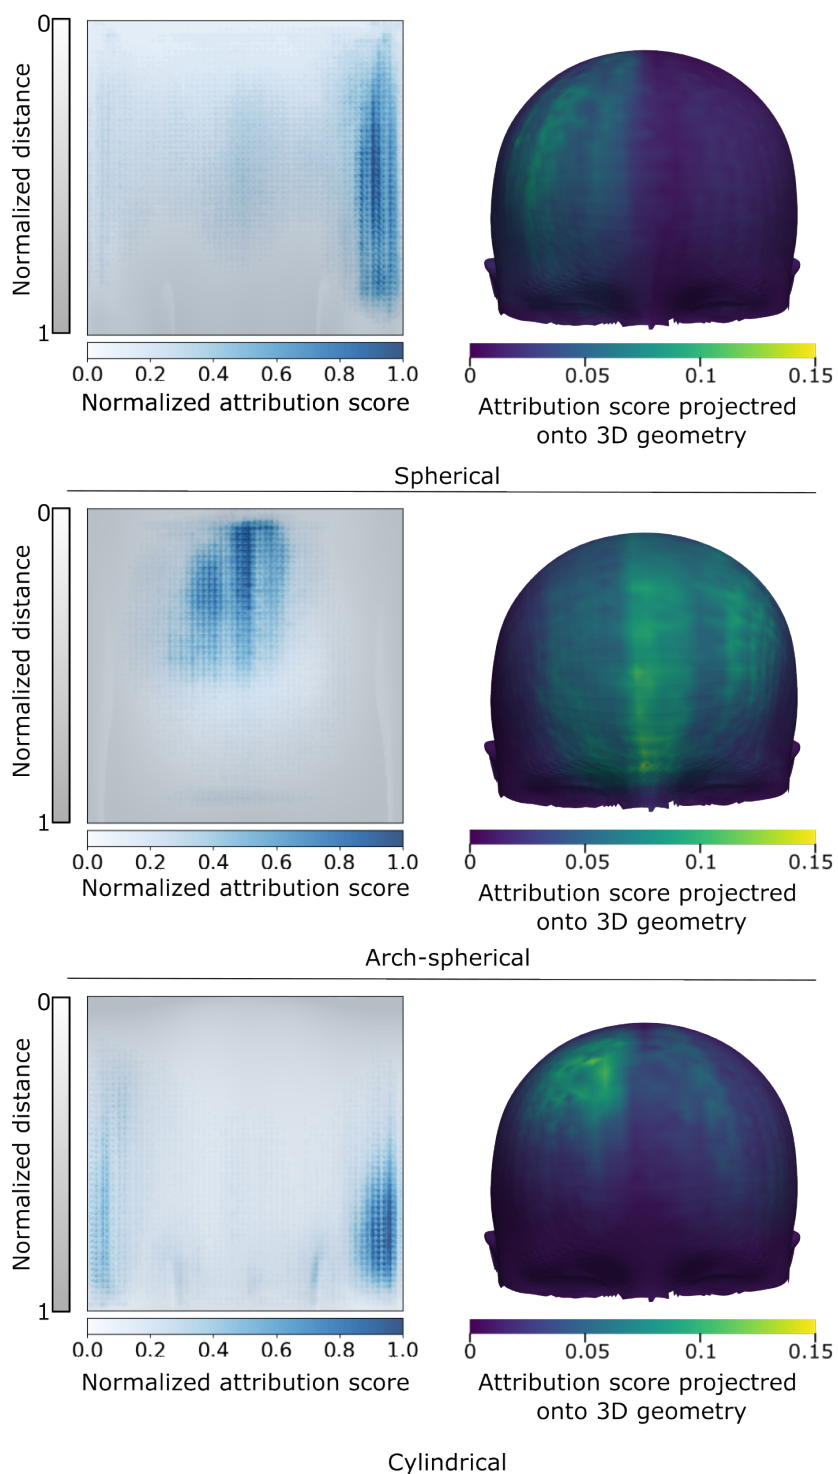 0
Normalized distance
1
0.0 0.2 0.4 0.6 0.8 1.0
Normalized attribution score
0 0.05 0.1 0.15
Attribution score projectred
onto 3D geometry
Spherical
0
Normalized distance
1
0.0 0.2 0.4 0.6 0.8 1.0
Normalized attribution score
0 0.05 0.1 0.15
Attribution score projectred
onto 3D geometry
Arch-spherical
0
Normalized distance
1
0.0 0.2 0.4 0.6 0.8 1.0
Normalized attribution score
0 0.05 0.1 0.15
Attribution score projectred
onto 3D geometry
Cylindrical